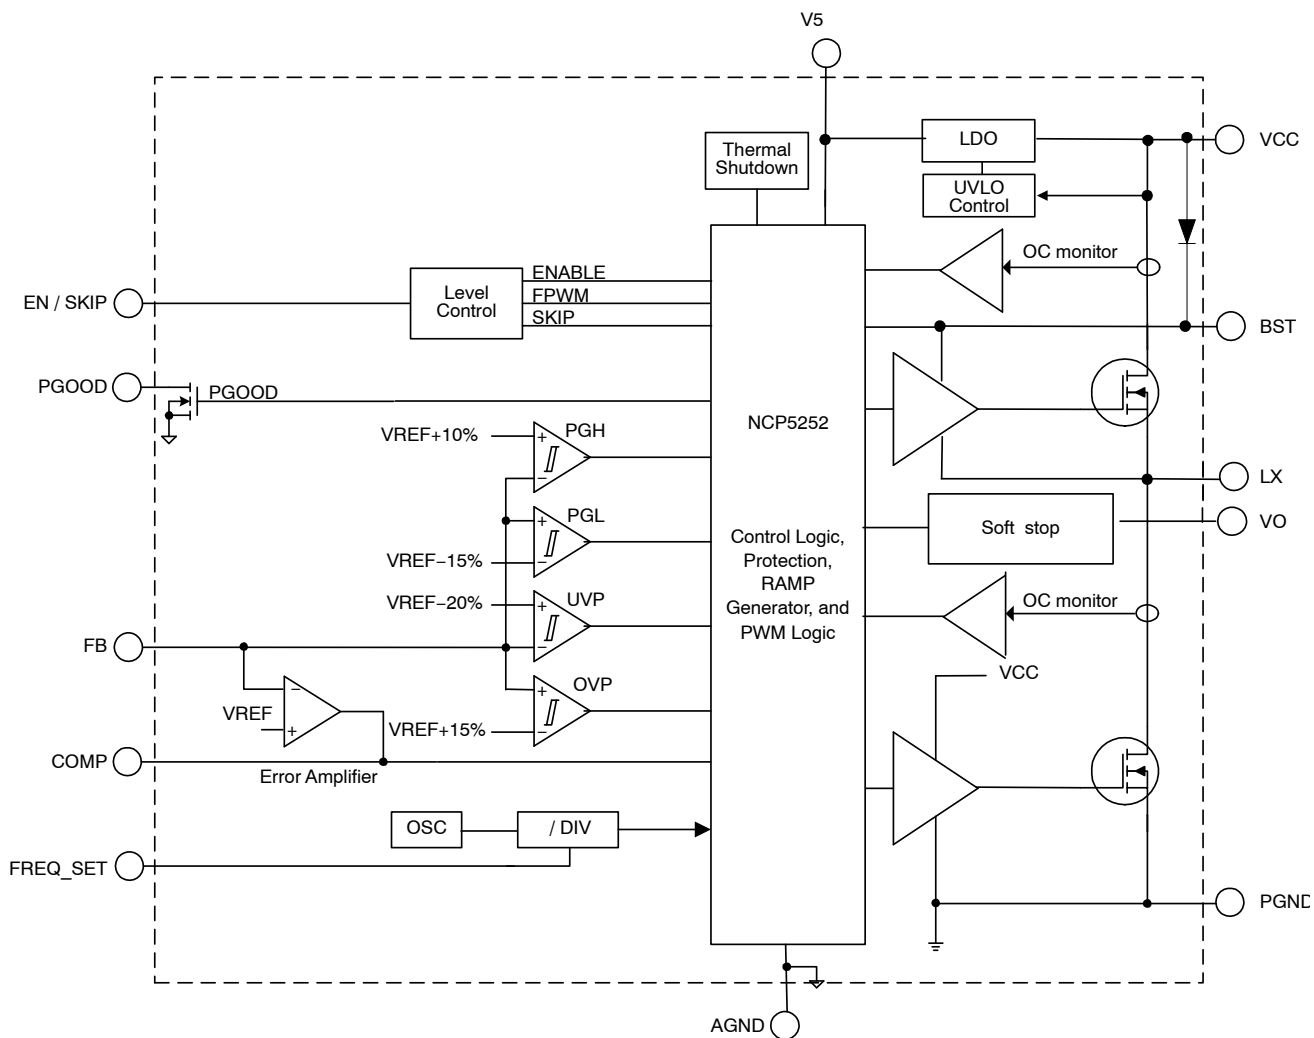 V5
LDO
VCC
Thermal
Shutdown
UVLO
Control
OC monitor
EN / SKIP
Level
Control
ENABLE
FPWM
SKIP
BST
PGOOD
PGOOD
NCP5252
VREF+10%
+
PGH
−
LX
VO
Soft stop
+
PGL
VREF−15%
−
Control Logic,
Protection,
RAMP
Generator, and
PWM Logic
VREF−20%
+
UVP
−
OC monitor
FB
VCC
+
OVP
VREF+15%
−
−
VREF
+
COMP
Error Amplifier
OSC
/ DIV
FREQ_SET
PGND
AGND